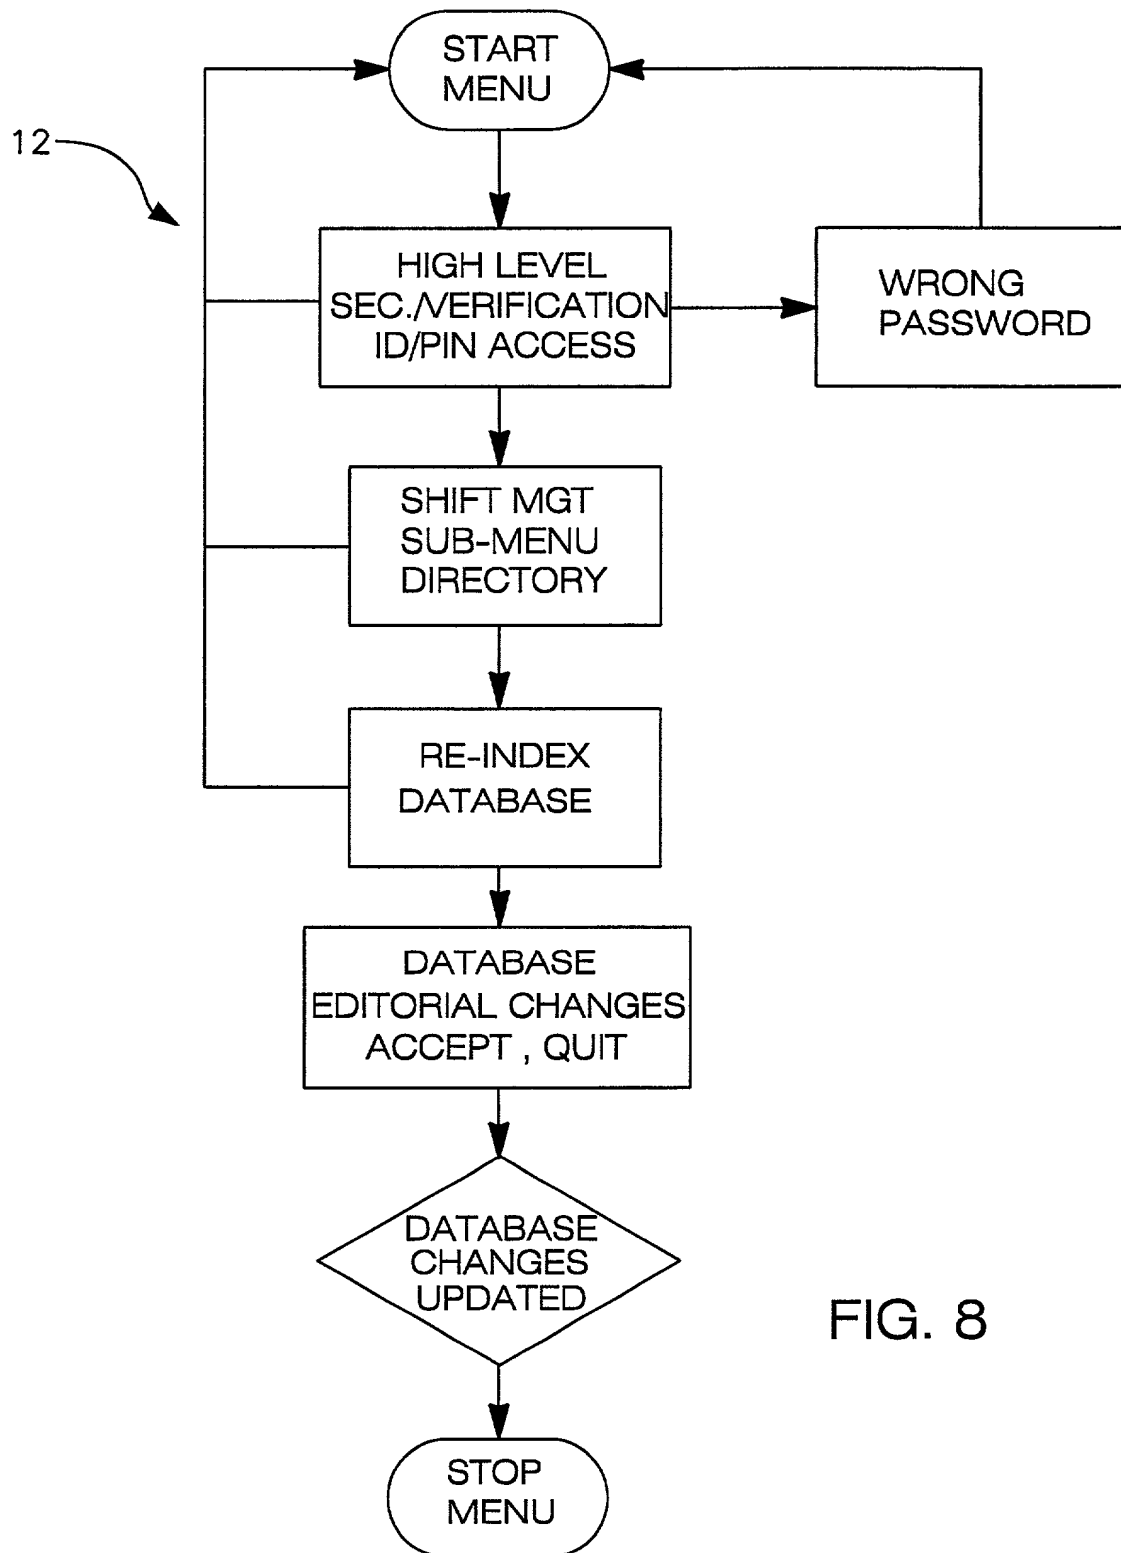 START
MENU
12
HIGH LEVEL
SEC./VERIFICATION
ID/PIN ACCESS
WRONG
PASSWORD
SHIFT MGT
SUB-MENU
DIRECTORY
RE-INDEX
DATABASE
DATABASE
EDITORIAL CHANGES
ACCEPT , QUIT
DATABASE
CHANGES
UPDATED
FIG. 8
STOP
MENU